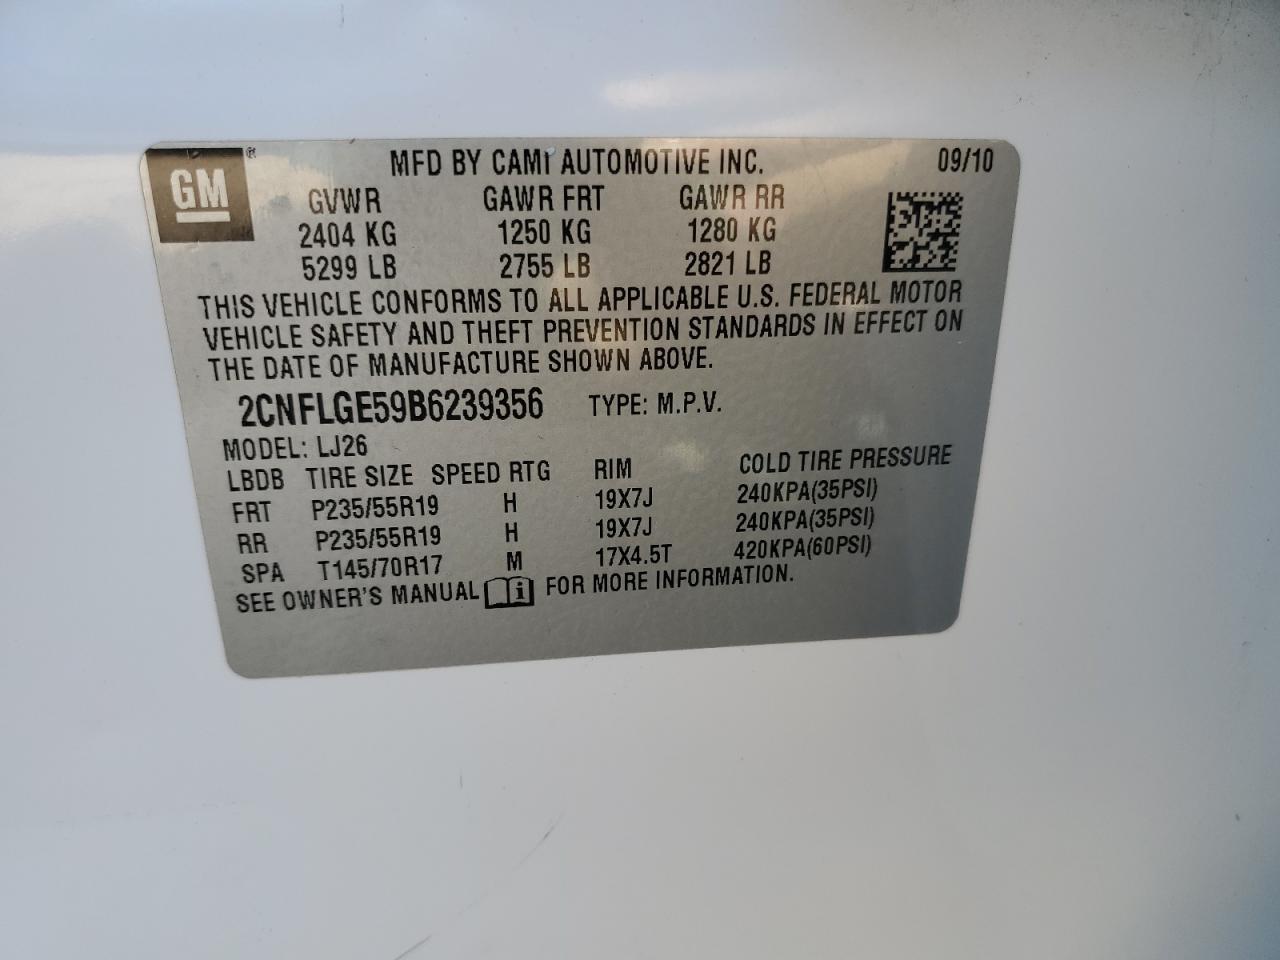 GM® MFD BY CAMI AUTOMOTIVE INC. 09/10
GVWR GAWR FRT GAWR RR
2404 KG 1250 KG 1280 KG
5299 LB 2755 LB 2821 LB
THIS VEHICLE CONFORMS TO ALL APPLICABLE U.S. FEDERAL MOTOR
VEHICLE SAFETY AND THEFT PREVENTION STANDARDS IN EFFECT ON
THE DATE OF MANUFACTURE SHOWN ABOVE.
2CNFLGE59B6239356 TYPE: M.P.V.
MODEL: LJ26
LBDB TIRE SIZE SPEED RTG RIM COLD TIRE PRESSURE
FRT P235/55R19 H 19X7J 240KPA(35PSI)
RR P235/55R19 H 19X7J 240KPA(35PSI)
SPA T145/70R17 M 17X4.5T 420KPA(60PSI)
SEE OWNER'S MANUAL i FOR MORE INFORMATION.